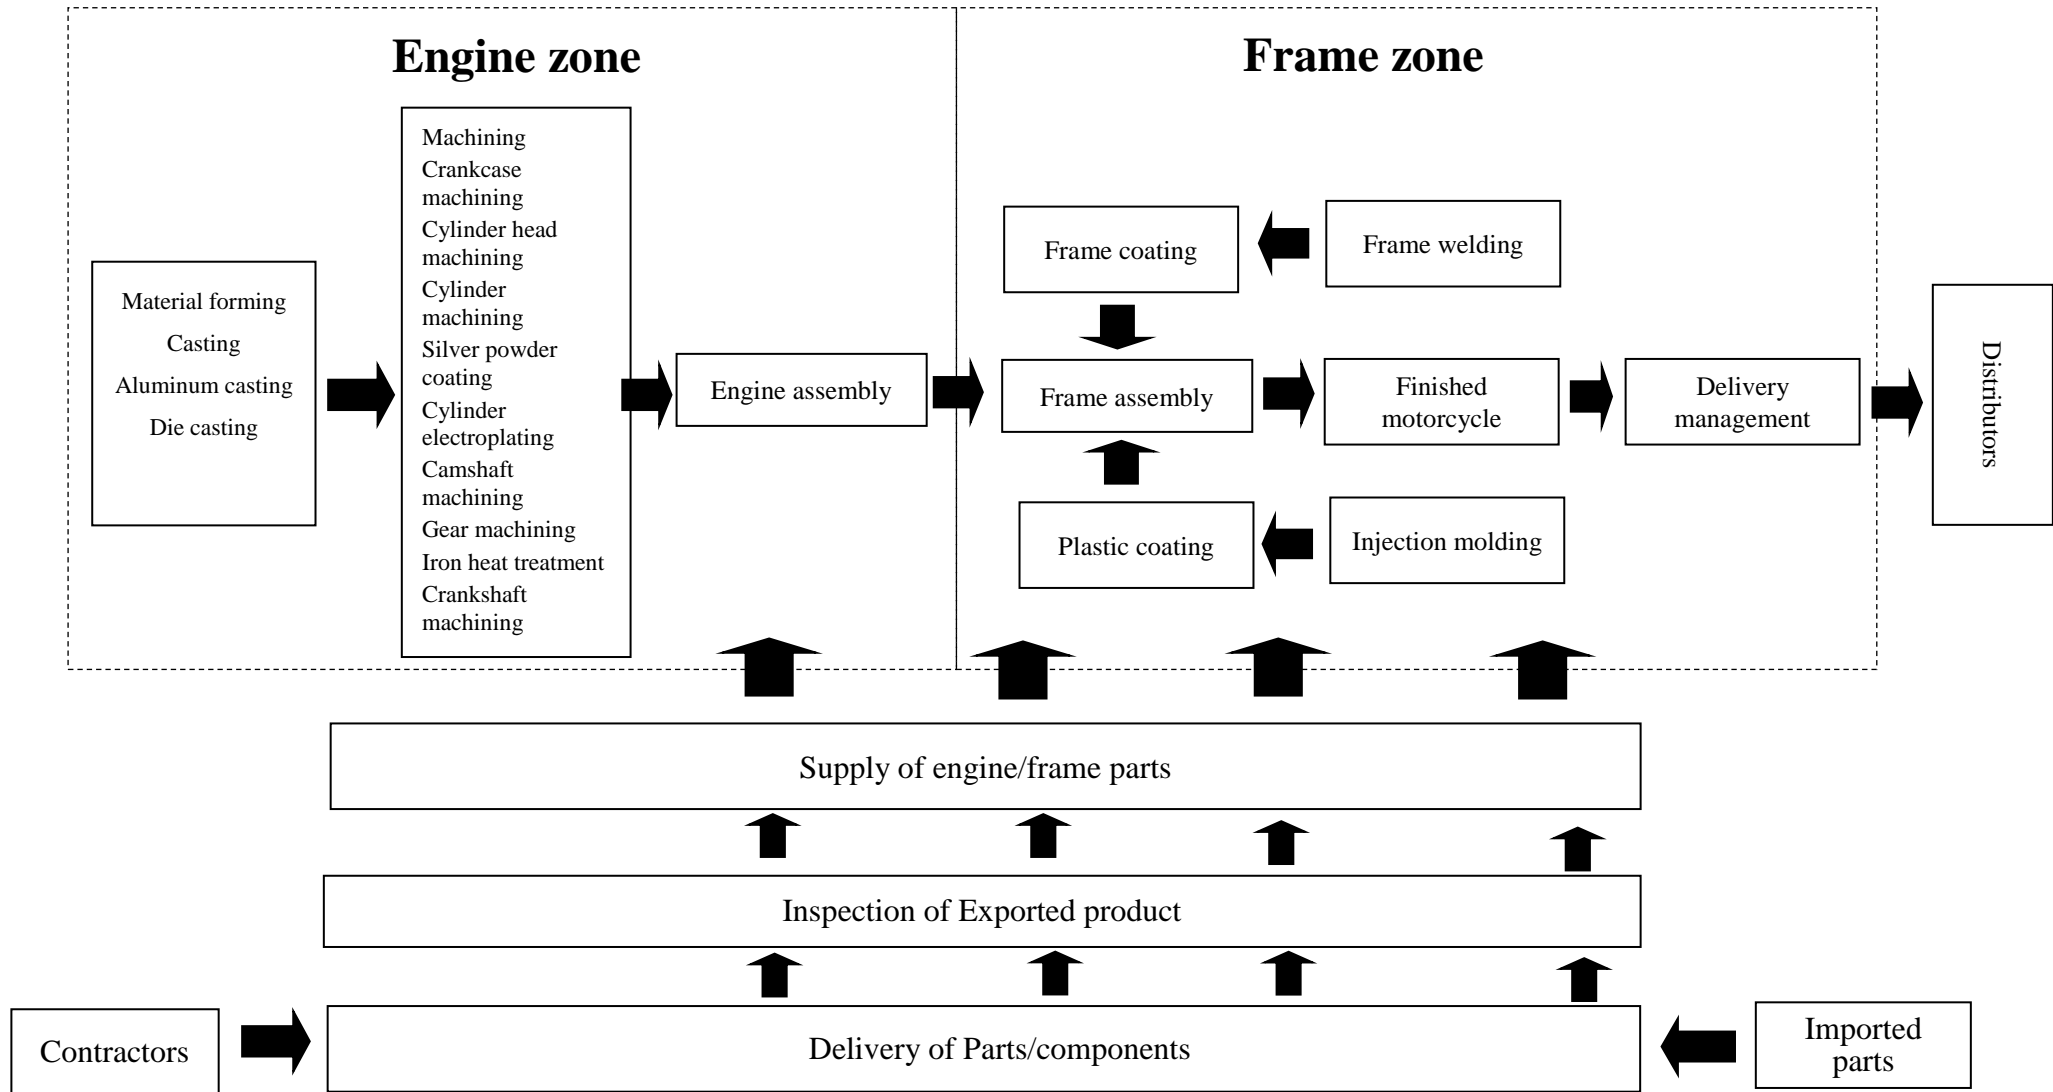 Engine zone
Frame zone
Material forming
Casting
Aluminum casting
Die casting
Machining
Crankcase
machining
Cylinder head
machining
Cylinder
machining
Silver powder
coating
Cylinder
electroplating
Camshaft
machining
Gear machining
Iron heat treatment
Crankshaft
machining
Engine assembly
Frame coating
Frame welding
Frame assembly
Finished
motorcycle
Delivery
management
Plastic coating
Injection molding
Distributors
Supply of engine/frame parts
Inspection of Exported product
Contractors
Delivery of Parts/components
Imported
parts